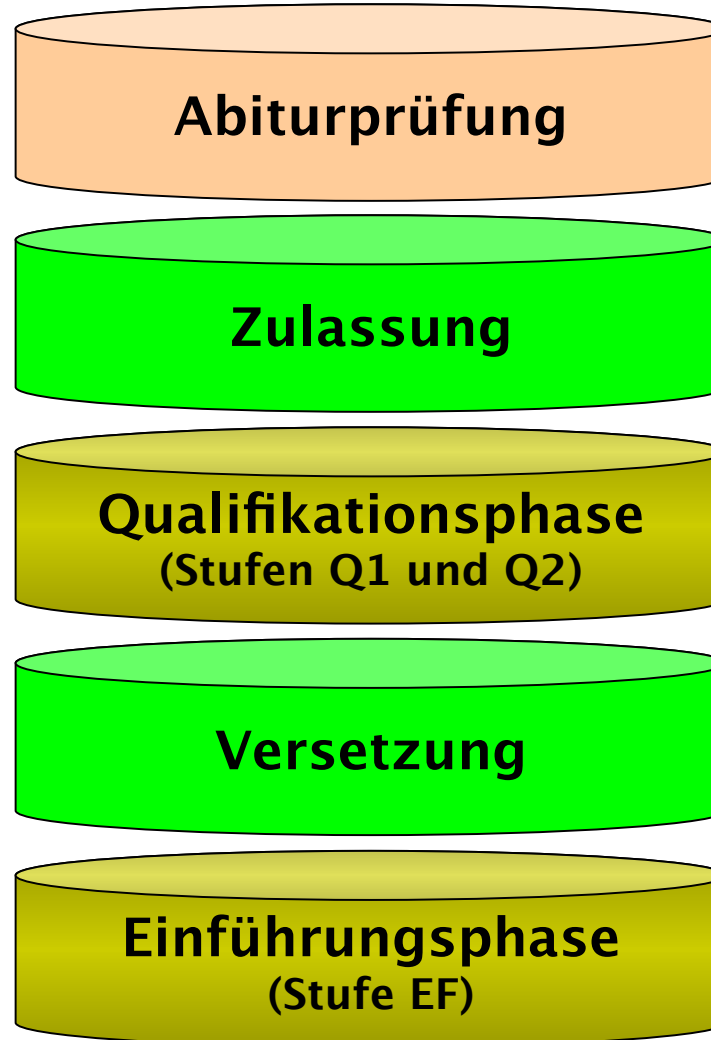 Abiturprüfung
Zulassung
Qualifikationsphase
(Stufen Q1 und Q2)
Versetzung
Einführungsphase
(Stufe EF)